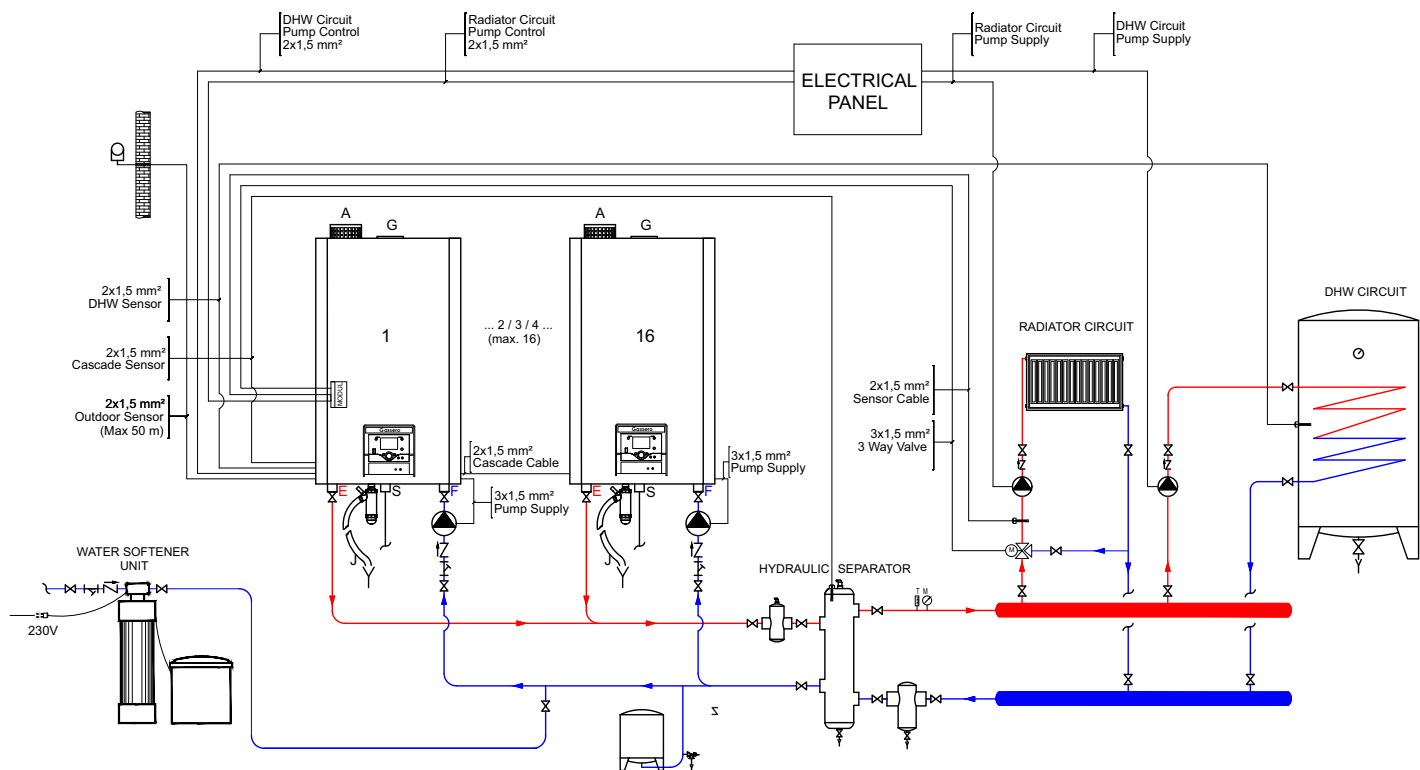 DHW Circuit
Pump Control
2x1,5 mm²
Radiator Circuit
Pump Control
2x1,5 mm²
Radiator Circuit
Pump Supply
DHW Circuit
Pump Supply
ELECTRICAL
PANEL
A
G
A
G
2x1,5 mm²
DHW Sensor
2x1,5 mm²
Cascade Sensor
2x1,5 mm²
Outdoor Sensor
(Max 50 m)
1
... 2 / 3 / 4 ...
(max. 16)
16
MODUL
Gassero
Gassero
2x1,5 mm²
Cascade Cable
3x1,5 mm²
Pump Supply
3x1,5 mm²
Pump Supply
E
S
F
E
S
F
RADIATOR CIRCUIT
DHW CIRCUIT
2x1,5 mm²
Sensor Cable
3x1,5 mm²
3 Way Valve
M
WATER SOFTENER
UNIT
230V
HYDRAULIC SEPARATOR
T M